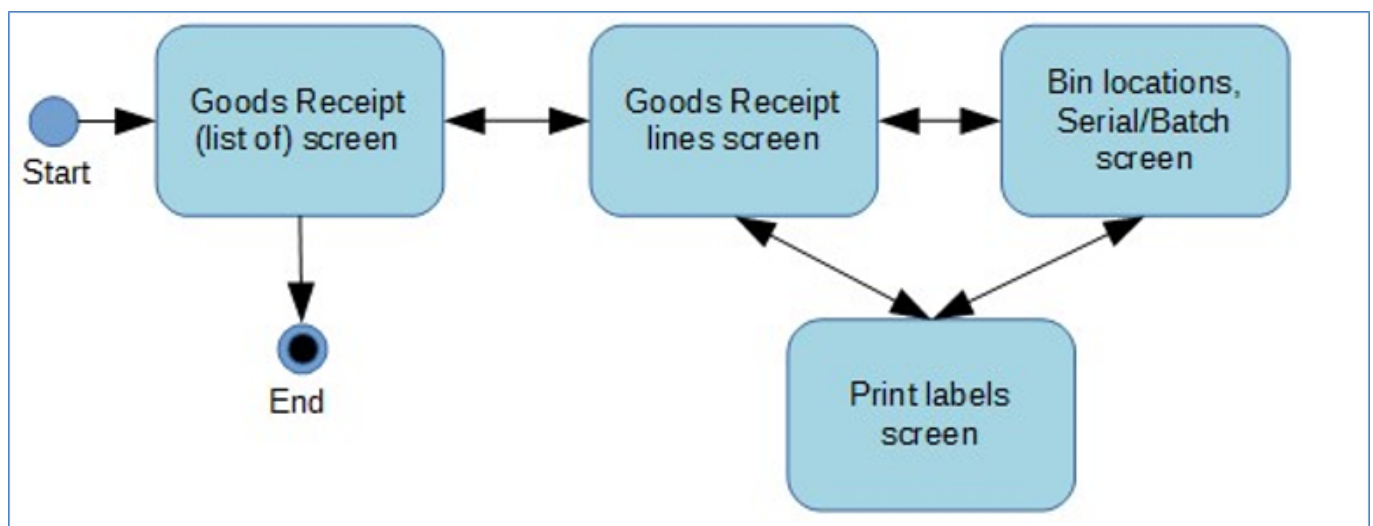 Goods Receipt
(list of) screen
Goods Receipt
lines screen
Bin locations,
Serial/Batch
screen
Start
End
Print labels
screen